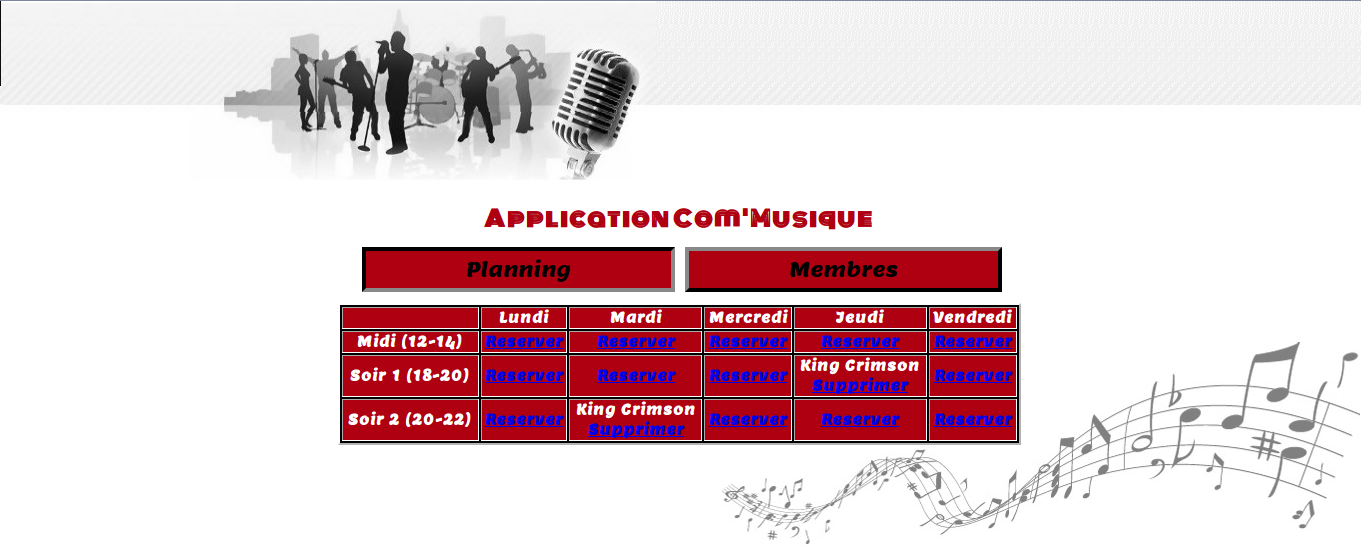 Application Com'Musique
Planning Membres
Lundi Mardi Mercredi Jeudi Vendredi
Midi (12-14) Reserver Reserver Reserver Reserver Reserver
King Crimson
Soir 1 (18-20) Reserver Reserver Reserver Reserver
Supprimer
King Crimson
Soir 2 (20-22) Reserver Reserver Reserver Reserver
Supprimer